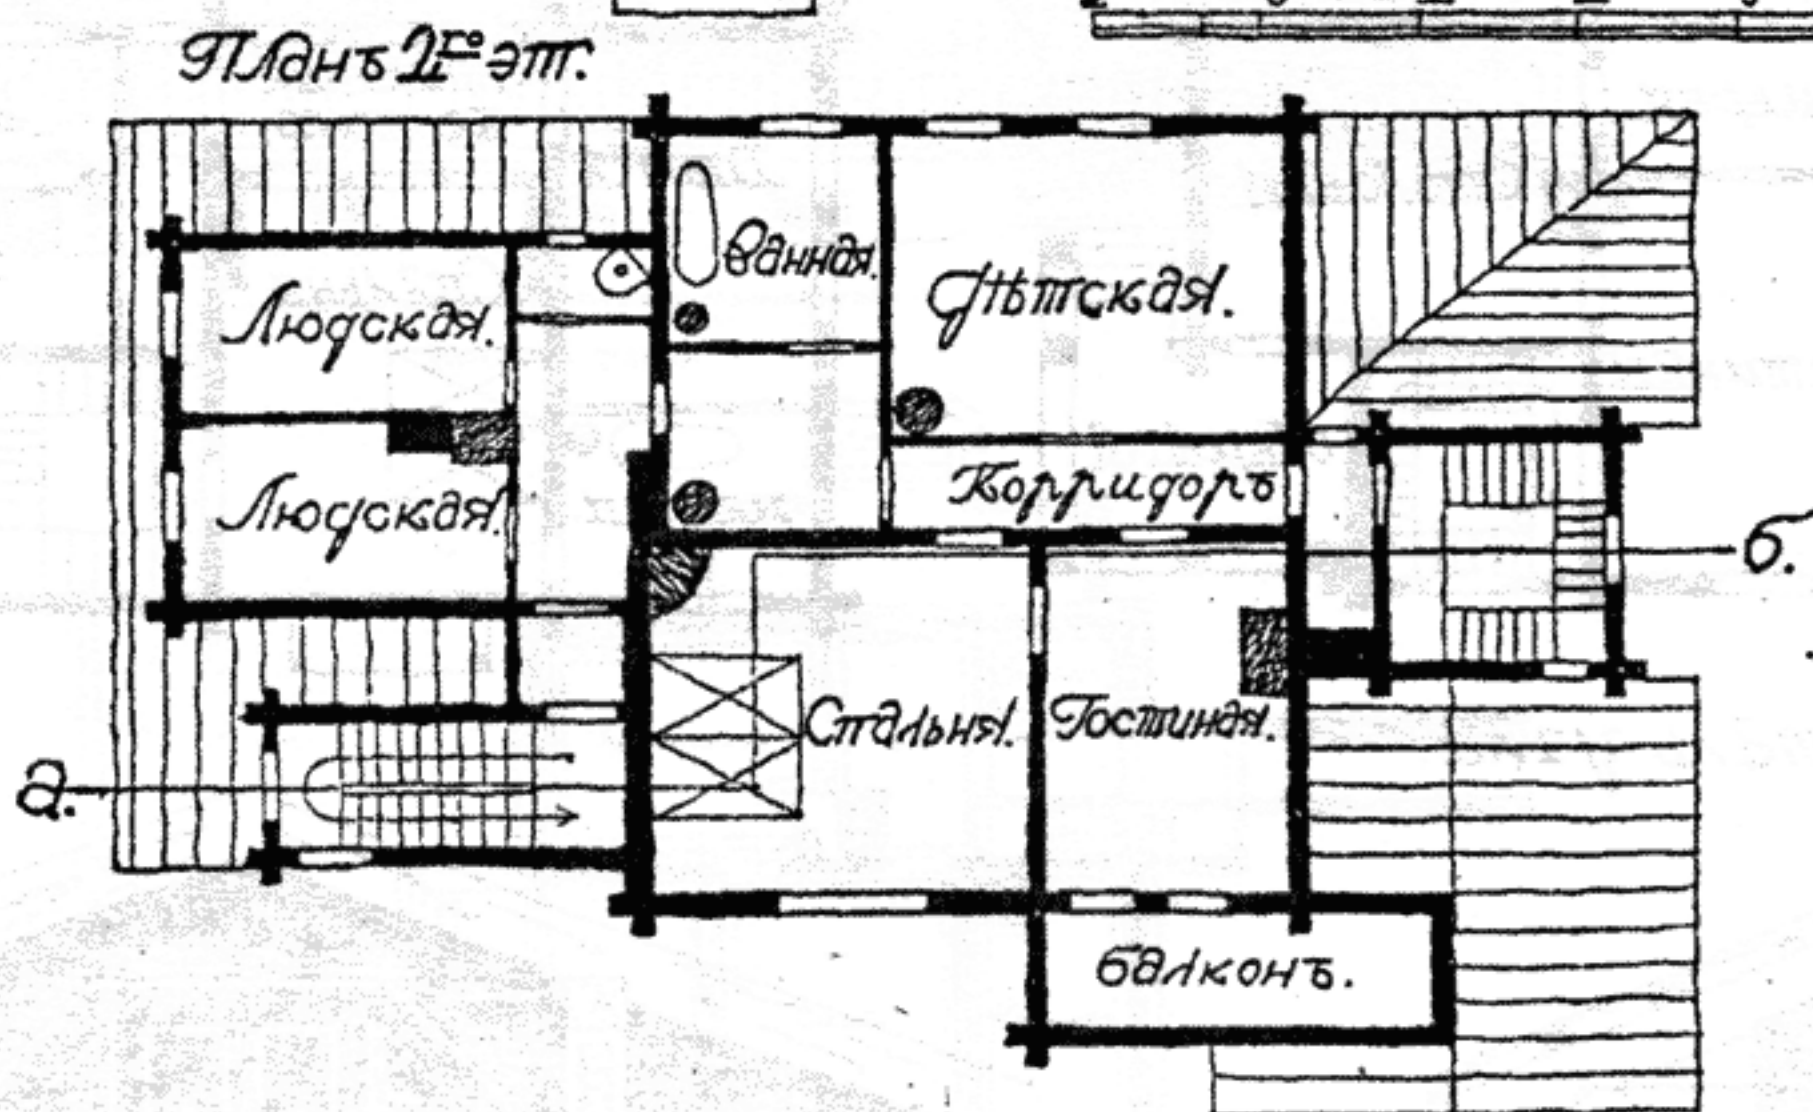 Планъ 2го эт.
Ванная.
Дѣтская.
Людская.
Людская.
Корридоръ
б.
Спальня.
Гостиная.
а.
балконъ.